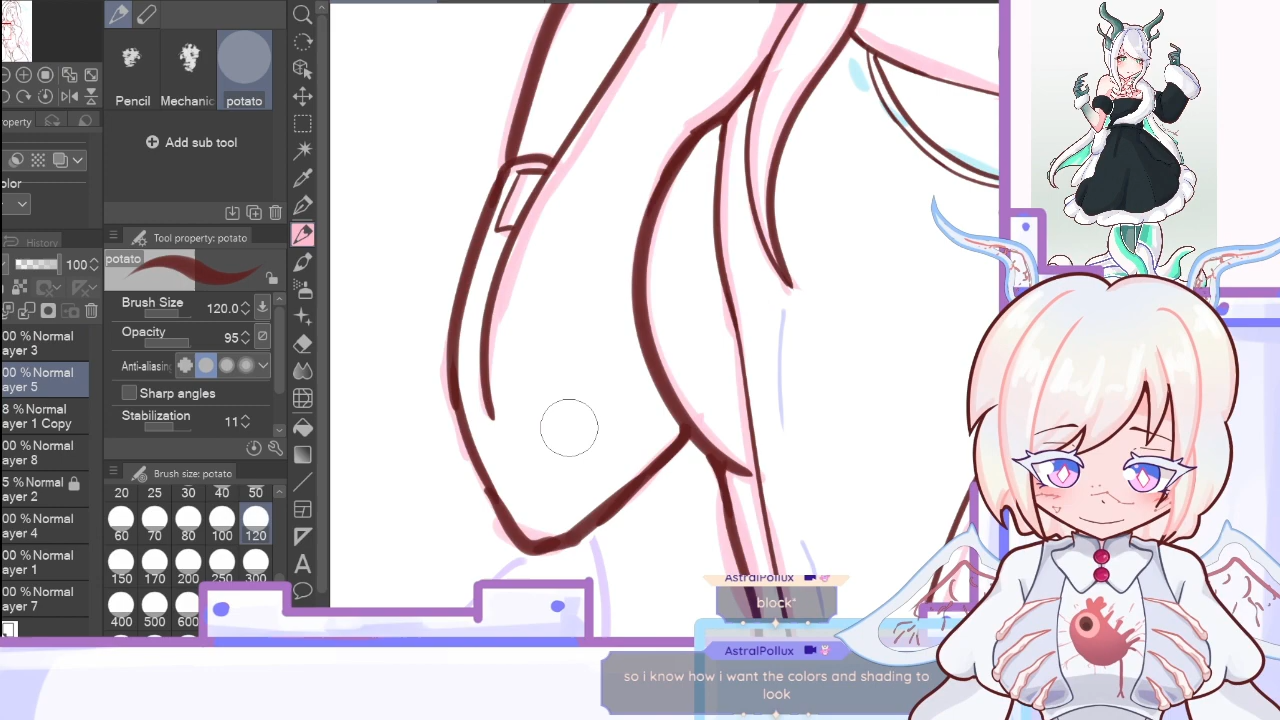 Pencil
Mechanic
potato
Add sub tool
operty
olor
History
100
Tool property: potato
potato
Brush Size
120.0
Opacity
95
Anti-aliasing
Sharp angles
Stabilization
11
Brush size: potato
20 25 30 40 50
60 70 80 100 120
150 170 200 250 300
400 500 600
00 % Normal
ayer 3
00 % Normal
ayer 5
8 % Normal
ayer 1 Copy
00 % Normal
ayer 8
5 % Normal
ayer 2
00 % Normal
ayer 4
00 % Normal
ayer 1
00 % Normal
ayer 7
AstralPollux
block*
AstralPollux
so i know how i want the colors and shading to
look